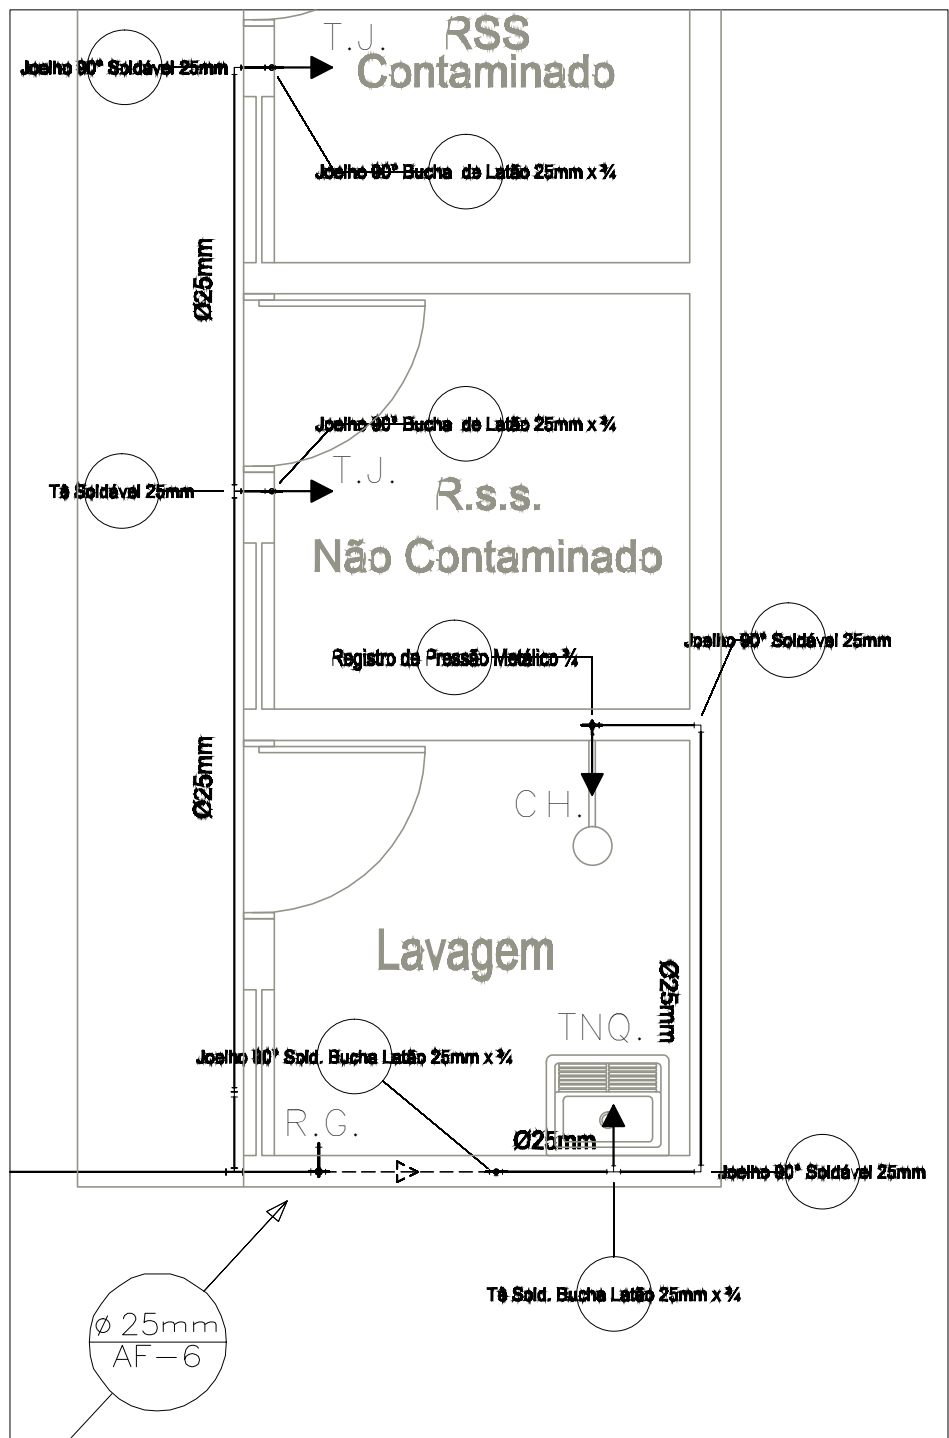 T.J.
RSS
Contaminado
Joelho 90° Soldável 25mm
Joelho 90° Bucha de Latão 25mm x ¾
Ø25mm
Joelho 90° Bucha de Latão 25mm x ¾
T.J.
Tê Soldável 25mm
R.s.s.
Não Contaminado
Joelho 90° Soldável 25mm
Registro de Pressão Metálico ¾
Ø25mm
CH.
Lavagem
Ø25mm
TNQ.
Joelho 90° Sold. Bucha Latão 25mm x ¾
R.G.
Ø25mm
Joelho 90° Soldável 25mm
Tê Sold. Bucha Latão 25mm x ¾
ø 25mm
AF-6